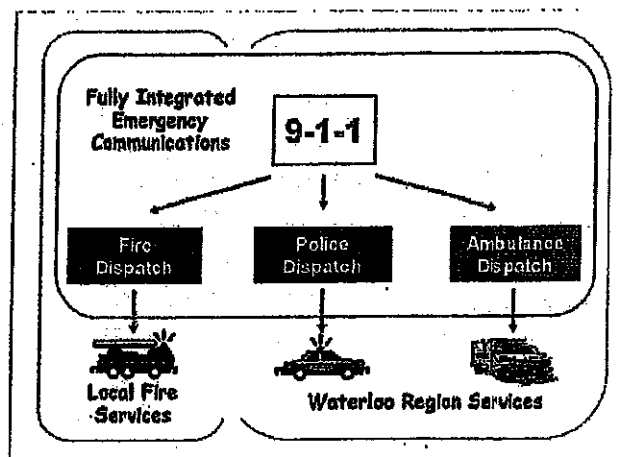 Fully Integrated
Emergency
Communications
9-1-1
Fire
Dispatch
Police
Dispatch
Ambulance
Dispatch
Local Fire
Services
Waterloo Region Services